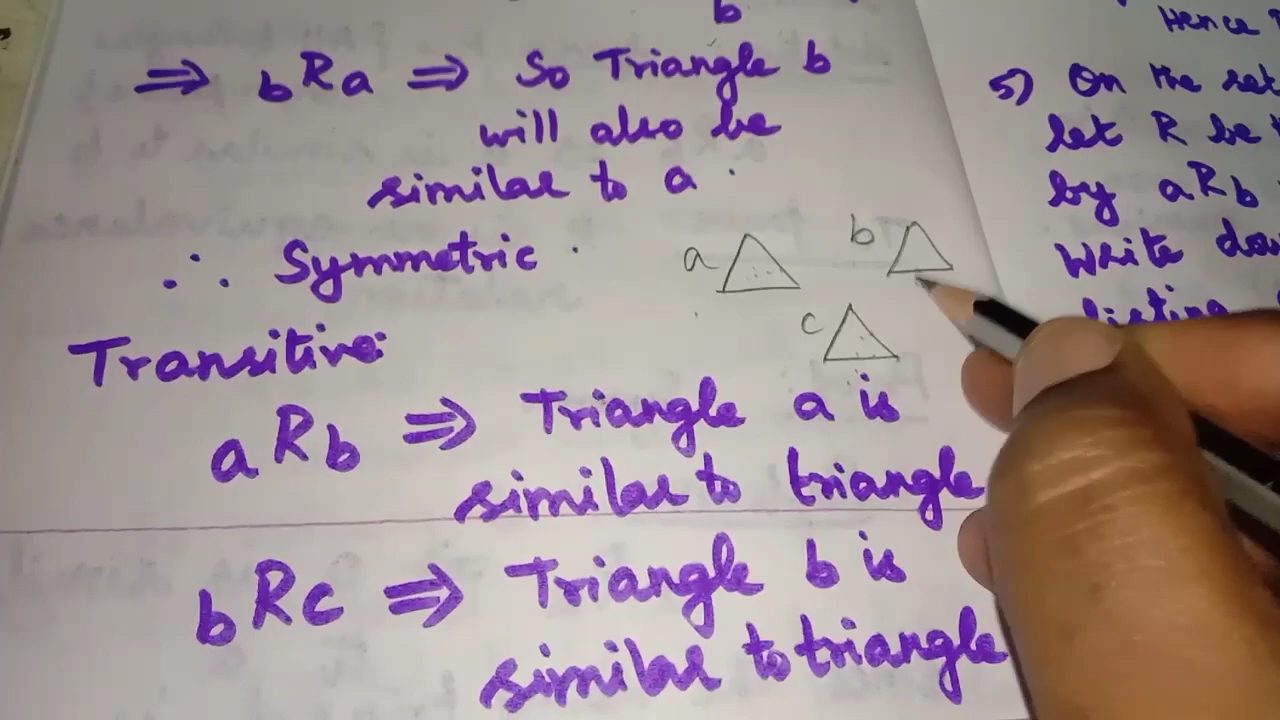 b
⇒ bRa ⇒ So Triangle b
will also be
similar to a.
∴ Symmetric.
a b
c
Transitive:
aRb ⇒ Triangle a is
similar to triangle
bRc ⇒ Triangle b is
similar to triangle
Hence
5) On the set
let R be
by aRb
Write down
listing